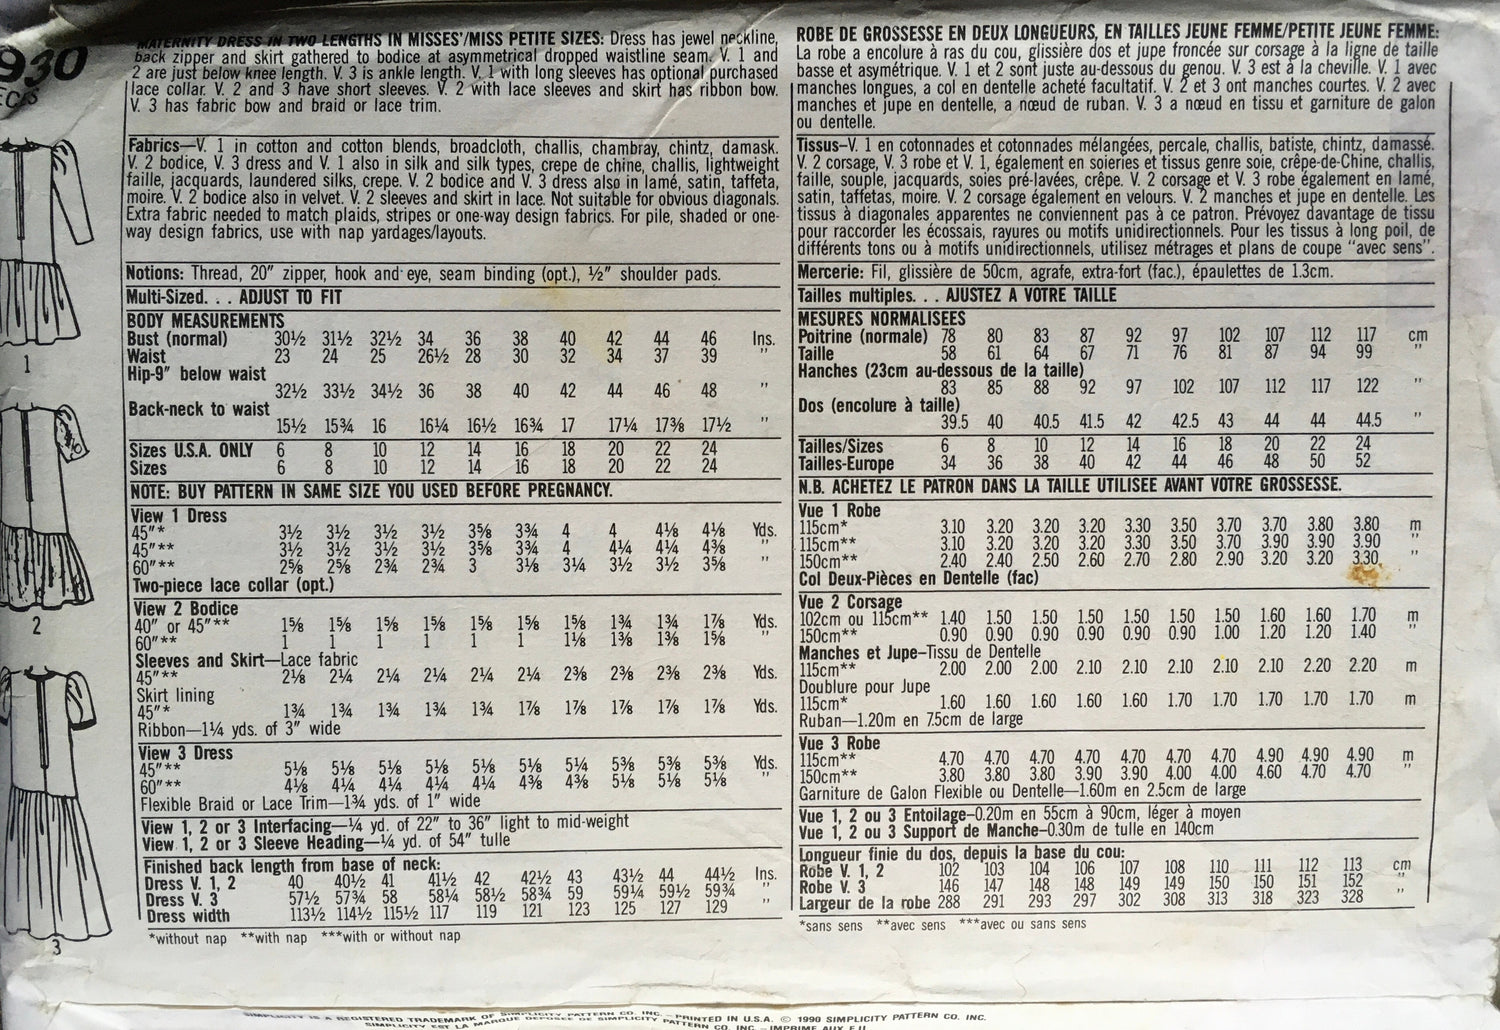 930
MATERNITY DRESS IN TWO LENGTHS IN MISSES'/MISS PETITE SIZES: Dress has jewel neckline,
back zipper and skirt gathered to bodice at asymmetrical dropped waistline seam. V. 1 and
2 are just below knee length. V. 3 is ankle length. V. 1 with long sleeves has optional purchased
lace collar. V. 2 and 3 have short sleeves. V. 2 with lace sleeves and skirt has ribbon bow.
V. 3 has fabric bow and braid or lace trim.
Fabrics—V. 1 in cotton and cotton blends, broadcloth, challis, chambray, chintz, damask.
V. 2 bodice, V. 3 dress and V. 1 also in silk and silk types, crepe de chine, challis, lightweight
faille, jacquards, laundered silks, crepe. V. 2 bodice and V. 3 dress also in lamé, satin, taffeta,
moire. V. 2 bodice also in velvet. V. 2 sleeves and skirt in lace. Not suitable for obvious diagonals.
Extra fabric needed to match plaids, stripes or one-way design fabrics. For pile, shaded or one-
way design fabrics, use with nap yardages/layouts.
Notions: Thread, 20" zipper, hook and eye, seam binding (opt.), ½" shoulder pads.
Multi-Sized. . . ADJUST TO FIT
BODY MEASUREMENTS
Bust (normal) 30½ 31½ 32½ 34 36 38 40 42 44 46 Ins.
Waist 23 24 25 26½ 28 30 32 34 37 39 "
Hip-9" below waist
32½ 33½ 34½ 36 38 40 42 44 46 48 "
Back-neck to waist
15½ 15¾ 16 16¼ 16½ 16¾ 17 17¼ 17⅜ 17½ "
Sizes U.S.A. ONLY 6 8 10 12 14 16 18 20 22 24
Sizes 6 8 10 12 14 16 18 20 22 24
NOTE: BUY PATTERN IN SAME SIZE YOU USED BEFORE PREGNANCY.
View 1 Dress
45"* 3½ 3½ 3½ 3½ 3⅝ 3¾ 4 4 4⅛ 4⅛ Yds.
45"** 3½ 3½ 3½ 3½ 3⅝ 3¾ 4 4¼ 4¼ 4⅜ "
60"** 2⅝ 2⅝ 2¾ 2¾ 3 3⅛ 3¼ 3½ 3½ 3⅝ "
Two-piece lace collar (opt.)
View 2 Bodice
40" or 45"** 1⅝ 1⅝ 1⅝ 1⅝ 1⅝ 1⅝ 1⅝ 1¾ 1¾ 1⅞ Yds.
60"** 1 1 1 1 1 1 1⅛ 1⅜ 1⅜ 1⅝ "
Sleeves and Skirt—Lace fabric
45"** 2⅛ 2¼ 2¼ 2¼ 2¼ 2¼ 2⅜ 2⅜ 2⅜ 2⅜ Yds.
Skirt lining
45"* 1¾ 1¾ 1¾ 1¾ 1¾ 1⅞ 1⅞ 1⅞ 1⅞ 1⅞ Yds.
Ribbon—1¼ yds. of 3" wide
View 3 Dress
45"** 5⅛ 5⅛ 5⅛ 5⅛ 5⅛ 5⅛ 5¼ 5⅜ 5⅜ 5⅜ Yds.
60"** 4⅛ 4⅛ 4¼ 4¼ 4¼ 4⅜ 4⅜ 5⅛ 5⅛ 5⅛ "
Flexible Braid or Lace Trim—1¾ yds. of 1" wide
View 1, 2 or 3 Interfacing—¼ yd. of 22" to 36" light to mid-weight
View 1, 2 or 3 Sleeve Heading—¼ yd. of 54" tulle
Finished back length from base of neck:
Dress V. 1, 2 40 40½ 41 41½ 42 42½ 43 43½ 44 44½ Ins.
Dress V. 3 57½ 57¾ 58 58¼ 58½ 58¾ 59 59¼ 59½ 59¾ "
Dress width 113½ 114½ 115½ 117 119 121 123 125 127 129 "
*without nap **with nap ***with or without nap
1
2
3
ROBE DE GROSSESSE EN DEUX LONGUEURS, EN TAILLES JEUNE FEMME/PETITE JEUNE FEMME:
La robe a encolure à ras du cou, glissière dos et jupe froncée sur corsage à la ligne de taille
basse et asymétrique. V. 1 et 2 sont juste au-dessous du genou. V. 3 est à la cheville. V. 1 avec
manches longues, a col en dentelle acheté facultatif. V. 2 et 3 ont manches courtes. V. 2 avec
manches et jupe en dentelle, a nœud de ruban. V. 3 a nœud en tissu et garniture de galon
ou dentelle.
Tissus—V. 1 en cotonnades et cotonnades mélangées, percale, challis, batiste, chintz, damassé.
V. 2 corsage, V. 3 robe et V. 1, également en soieries et tissus genre soie, crêpe-de-Chine, challis,
faille, souple, jacquards, soies pré-lavées, crêpe. V. 2 corsage et V. 3 robe également en lamé,
satin, taffetas, moire. V. 2 corsage également en velours. V. 2 manches et jupe en dentelle. Les
tissus à diagonales apparentes ne conviennent pas à ce patron. Prévoyez davantage de tissu
pour raccorder les écossais, rayures ou motifs unidirectionnels. Pour les tissus à long poil, de
différents tons ou à motifs unidirectionnels, utilisez métrages et plans de coupe "avec sens".
Mercerie: Fil, glissière de 50cm, agrafe, extra-fort (fac.), épaulettes de 1.3cm.
Tailles multiples. . . AJUSTEZ A VOTRE TAILLE
MESURES NORMALISEES
Poitrine (normale) 78 80 83 87 92 97 102 107 112 117 cm
Taille 58 61 64 67 71 76 81 87 94 99 "
Hanches (23cm au-dessous de la taille)
83 85 88 92 97 102 107 112 117 122 "
Dos (encolure à taille)
39.5 40 40.5 41.5 42 42.5 43 44 44 44.5 "
Tailles/Sizes 6 8 10 12 14 16 18 20 22 24
Tailles-Europe 34 36 38 40 42 44 46 48 50 52
N.B. ACHETEZ LE PATRON DANS LA TAILLE UTILISEE AVANT VOTRE GROSSESSE.
Vue 1 Robe
115cm* 3.10 3.20 3.20 3.20 3.30 3.50 3.70 3.70 3.80 3.80 m
115cm** 3.10 3.20 3.20 3.20 3.30 3.50 3.70 3.90 3.90 3.90 "
150cm** 2.40 2.40 2.50 2.60 2.70 2.80 2.90 3.20 3.20 3.30 "
Col Deux-Pièces en Dentelle (fac)
Vue 2 Corsage
102cm ou 115cm** 1.40 1.50 1.50 1.50 1.50 1.50 1.50 1.60 1.60 1.70 m
150cm** 0.90 0.90 0.90 0.90 0.90 0.90 1.00 1.20 1.20 1.40 "
Manches et Jupe—Tissu de Dentelle
115cm** 2.00 2.00 2.00 2.10 2.10 2.10 2.10 2.10 2.20 2.20 m
Doublure pour Jupe
115cm* 1.60 1.60 1.60 1.60 1.60 1.70 1.70 1.70 1.70 1.70 m
Ruban—1.20m en 7.5cm de large
Vue 3 Robe
115cm** 4.70 4.70 4.70 4.70 4.70 4.70 4.70 4.90 4.90 4.90 m
150cm** 3.80 3.80 3.80 3.90 3.90 4.00 4.00 4.60 4.70 4.70 "
Garniture de Galon Flexible ou Dentelle—1.60m en 2.5cm de large
Vue 1, 2 ou 3 Entoilage—0.20m en 55cm à 90cm, léger à moyen
Vue 1, 2 ou 3 Support de Manche—0.30m de tulle en 140cm
Longueur finie du dos, depuis la base du cou:
Robe V. 1, 2 102 103 104 106 107 108 110 111 112 113 cm
Robe V. 3 146 147 148 148 149 149 150 150 151 152 "
Largeur de la robe 288 291 293 297 302 308 313 318 323 328 "
*sans sens **avec sens ***avec ou sans sens
SIMPLICITY IS A REGISTERED TRADEMARK OF SIMPLICITY PATTERN CO. INC. – PRINTED IN U.S.A. © 1990 SIMPLICITY PATTERN CO. INC.
SIMPLICITY EST LA MARQUE DEPOSEE DE SIMPLICITY PATTERN CO. INC. – IMPRIME AUX E.U.